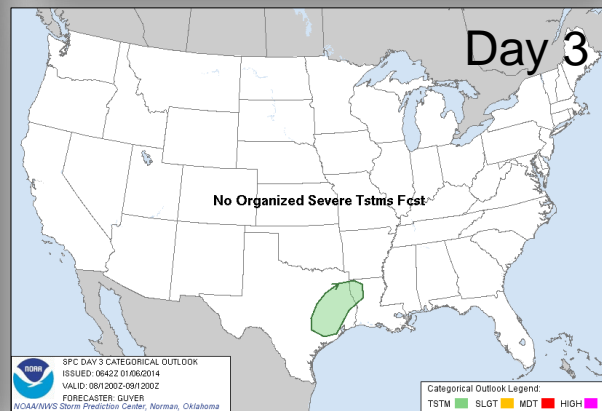 Day 3
No Organized Severe Tstms Fcst
NOAA
SPC DAY 3 CATEGORICAL OUTLOOK
ISSUED: 0642Z 01/06/2014
VALID: 08/1200Z-09/1200Z
FORECASTER: GUYER
NOAA/NWS Storm Prediction Center, Norman, Oklahoma
Categorical Outlook Legend:
TSTM SLGT MDT HIGH